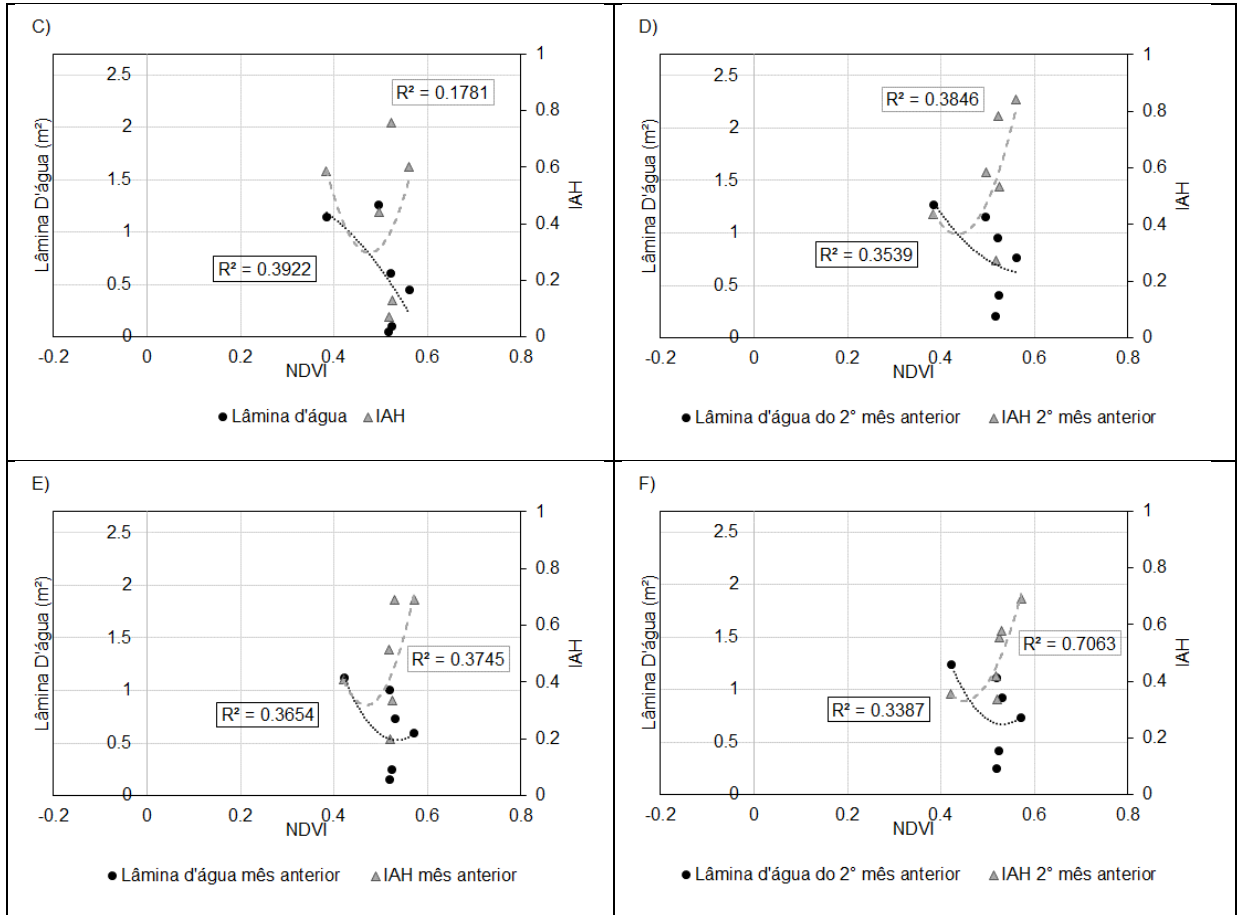 C)
R² = 0.1781
R² = 0.3922
Lâmina D'água (m²)
2.5
2
1.5
1
0.5
0
1
0.8
0.6
0.4
0.2
0
IAH
-0.2 0 0.2 0.4 0.6 0.8
NDVI
Lâmina d'água IAH
D)
R² = 0.3846
R² = 0.3539
Lâmina D'água (m²)
2.5
2
1.5
1
0.5
0
1
0.8
0.6
0.4
0.2
0
IAH
-0.2 0 0.2 0.4 0.6 0.8
NDVI
Lâmina d'água do 2° mês anterior IAH 2° mês anterior
E)
R² = 0.3745
R² = 0.3654
Lâmina D'água (m²)
2.5
2
1.5
1
0.5
0
1
0.8
0.6
0.4
0.2
0
IAH
-0.2 0 0.2 0.4 0.6 0.8
NDVI
Lâmina d'água mês anterior IAH mês anterior
F)
R² = 0.7063
R² = 0.3387
Lâmina D'água (m²)
2.5
2
1.5
1
0.5
0
1
0.8
0.6
0.4
0.2
0
IAH
-0.2 0 0.2 0.4 0.6 0.8
NDVI
Lâmina d'água do 2° mês anterior IAH 2° mês anterior